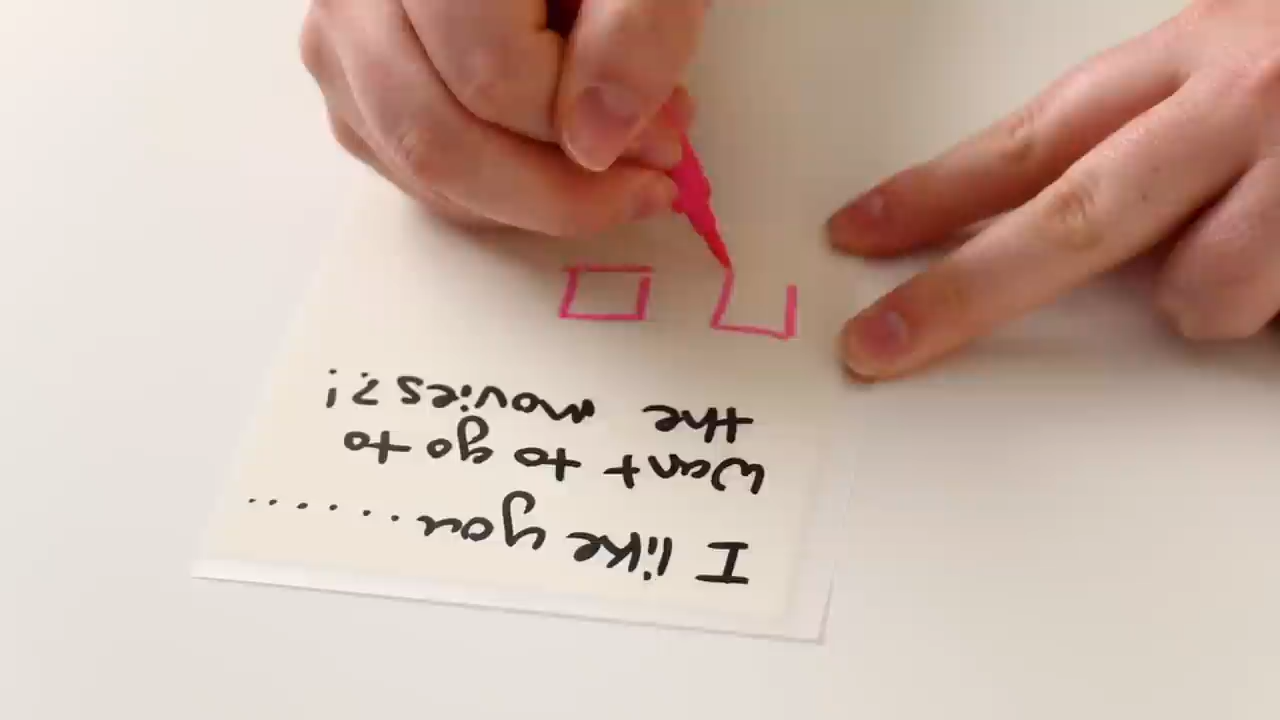 I like you..........
Want to go to
the movies?!